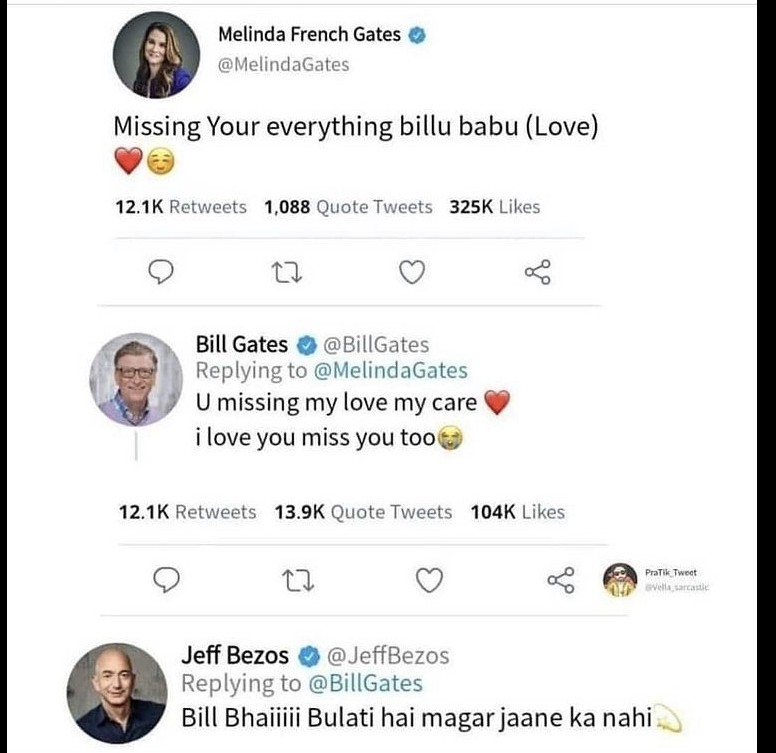 Melinda French Gates
@MelindaGates
Missing Your everything billu babu (Love)
❤️☺️
12.1K Retweets 1,088 Quote Tweets 325K Likes
Bill Gates @BillGates
Replying to @MelindaGates
U missing my love my care ❤️
i love you miss you too😭
12.1K Retweets 13.9K Quote Tweets 104K Likes
PraTik_Tweet
@Vella_sarcastic
Jeff Bezos @JeffBezos
Replying to @BillGates
Bill Bhaiiiii Bulati hai magar jaane ka nahi💫